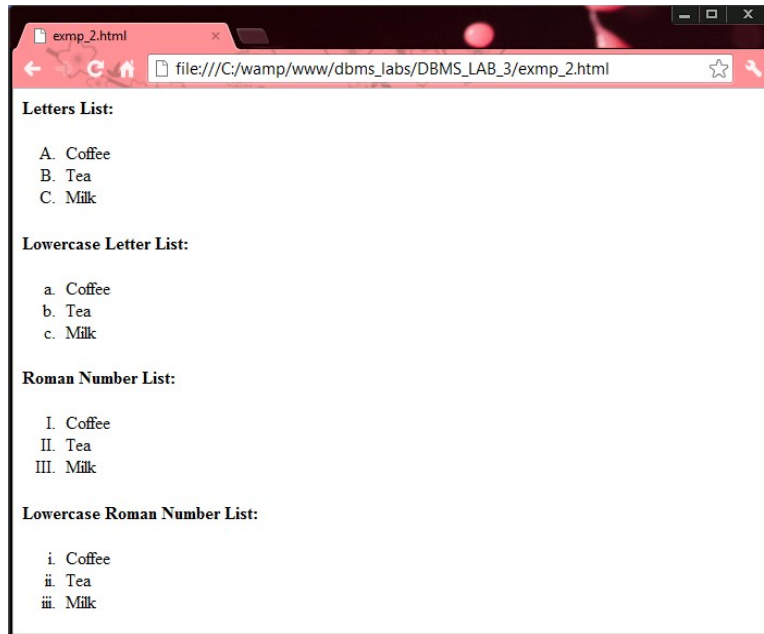 exmp_2.html
file:///C:/wamp/www/dbms_labs/DBMS_LAB_3/exmp_2.html
Letters List:
A. Coffee
B. Tea
C. Milk
Lowercase Letter List:
a. Coffee
b. Tea
c. Milk
Roman Number List:
I. Coffee
II. Tea
III. Milk
Lowercase Roman Number List:
i. Coffee
ii. Tea
iii. Milk